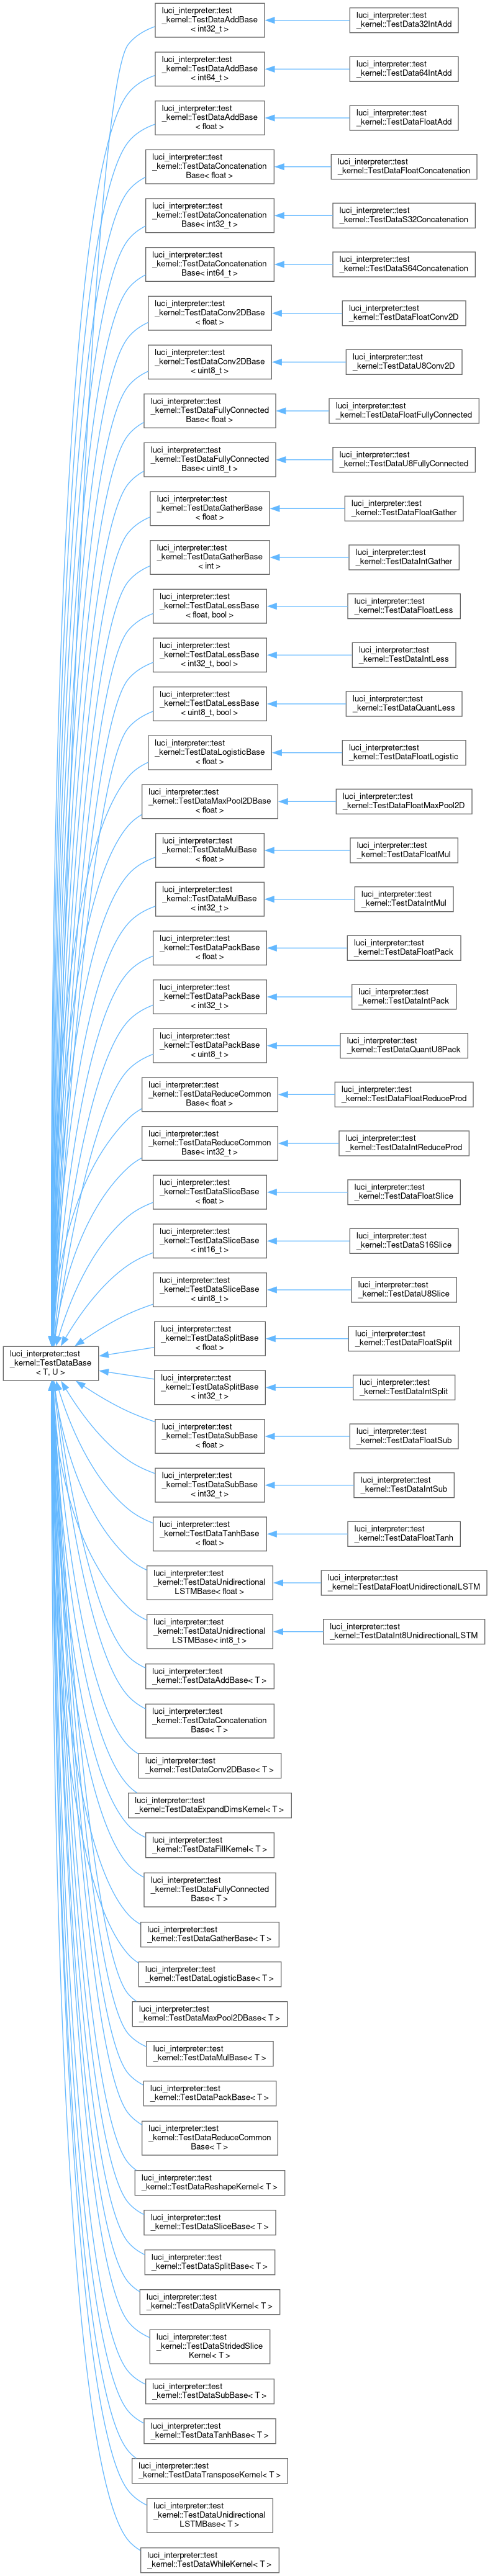 luci_interpreter::test
_kernel::TestDataAddBase
< int32_t >
luci_interpreter::test
_kernel::TestData32IntAdd
luci_interpreter::test
_kernel::TestDataAddBase
< int64_t >
luci_interpreter::test
_kernel::TestData64IntAdd
luci_interpreter::test
_kernel::TestDataAddBase
< float >
luci_interpreter::test
_kernel::TestDataFloatAdd
luci_interpreter::test
_kernel::TestDataConcatenation
Base< float >
luci_interpreter::test
_kernel::TestDataFloatConcatenation
luci_interpreter::test
_kernel::TestDataConcatenation
Base< int32_t >
luci_interpreter::test
_kernel::TestDataS32Concatenation
luci_interpreter::test
_kernel::TestDataConcatenation
Base< int64_t >
luci_interpreter::test
_kernel::TestDataS64Concatenation
luci_interpreter::test
_kernel::TestDataConv2DBase
< float >
luci_interpreter::test
_kernel::TestDataFloatConv2D
luci_interpreter::test
_kernel::TestDataConv2DBase
< uint8_t >
luci_interpreter::test
_kernel::TestDataU8Conv2D
luci_interpreter::test
_kernel::TestDataFullyConnected
Base< float >
luci_interpreter::test
_kernel::TestDataFloatFullyConnected
luci_interpreter::test
_kernel::TestDataFullyConnected
Base< uint8_t >
luci_interpreter::test
_kernel::TestDataU8FullyConnected
luci_interpreter::test
_kernel::TestDataGatherBase
< float >
luci_interpreter::test
_kernel::TestDataFloatGather
luci_interpreter::test
_kernel::TestDataGatherBase
< int >
luci_interpreter::test
_kernel::TestDataIntGather
luci_interpreter::test
_kernel::TestDataLessBase
< float, bool >
luci_interpreter::test
_kernel::TestDataFloatLess
luci_interpreter::test
_kernel::TestDataLessBase
< int32_t, bool >
luci_interpreter::test
_kernel::TestDataIntLess
luci_interpreter::test
_kernel::TestDataLessBase
< uint8_t, bool >
luci_interpreter::test
_kernel::TestDataQuantLess
luci_interpreter::test
_kernel::TestDataLogisticBase
< float >
luci_interpreter::test
_kernel::TestDataFloatLogistic
luci_interpreter::test
_kernel::TestDataMaxPool2DBase
< float >
luci_interpreter::test
_kernel::TestDataFloatMaxPool2D
luci_interpreter::test
_kernel::TestDataMulBase
< float >
luci_interpreter::test
_kernel::TestDataFloatMul
luci_interpreter::test
_kernel::TestDataMulBase
< int32_t >
luci_interpreter::test
_kernel::TestDataIntMul
luci_interpreter::test
_kernel::TestDataPackBase
< float >
luci_interpreter::test
_kernel::TestDataFloatPack
luci_interpreter::test
_kernel::TestDataPackBase
< int32_t >
luci_interpreter::test
_kernel::TestDataIntPack
luci_interpreter::test
_kernel::TestDataPackBase
< uint8_t >
luci_interpreter::test
_kernel::TestDataQuantU8Pack
luci_interpreter::test
_kernel::TestDataReduceCommon
Base< float >
luci_interpreter::test
_kernel::TestDataFloatReduceProd
luci_interpreter::test
_kernel::TestDataReduceCommon
Base< int32_t >
luci_interpreter::test
_kernel::TestDataIntReduceProd
luci_interpreter::test
_kernel::TestDataSliceBase
< float >
luci_interpreter::test
_kernel::TestDataFloatSlice
luci_interpreter::test
_kernel::TestDataSliceBase
< int16_t >
luci_interpreter::test
_kernel::TestDataS16Slice
luci_interpreter::test
_kernel::TestDataSliceBase
< uint8_t >
luci_interpreter::test
_kernel::TestDataU8Slice
luci_interpreter::test
_kernel::TestDataBase
< T, U >
luci_interpreter::test
_kernel::TestDataSplitBase
< float >
luci_interpreter::test
_kernel::TestDataFloatSplit
luci_interpreter::test
_kernel::TestDataSplitBase
< int32_t >
luci_interpreter::test
_kernel::TestDataIntSplit
luci_interpreter::test
_kernel::TestDataSubBase
< float >
luci_interpreter::test
_kernel::TestDataFloatSub
luci_interpreter::test
_kernel::TestDataSubBase
< int32_t >
luci_interpreter::test
_kernel::TestDataIntSub
luci_interpreter::test
_kernel::TestDataTanhBase
< float >
luci_interpreter::test
_kernel::TestDataFloatTanh
luci_interpreter::test
_kernel::TestDataUnidirectional
LSTMBase< float >
luci_interpreter::test
_kernel::TestDataFloatUnidirectionalLSTM
luci_interpreter::test
_kernel::TestDataUnidirectional
LSTMBase< int8_t >
luci_interpreter::test
_kernel::TestDataInt8UnidirectionalLSTM
luci_interpreter::test
_kernel::TestDataAddBase< T >
luci_interpreter::test
_kernel::TestDataConcatenation
Base< T >
luci_interpreter::test
_kernel::TestDataConv2DBase< T >
luci_interpreter::test
_kernel::TestDataExpandDimsKernel< T >
luci_interpreter::test
_kernel::TestDataFillKernel< T >
luci_interpreter::test
_kernel::TestDataFullyConnected
Base< T >
luci_interpreter::test
_kernel::TestDataGatherBase< T >
luci_interpreter::test
_kernel::TestDataLogisticBase< T >
luci_interpreter::test
_kernel::TestDataMaxPool2DBase< T >
luci_interpreter::test
_kernel::TestDataMulBase< T >
luci_interpreter::test
_kernel::TestDataPackBase< T >
luci_interpreter::test
_kernel::TestDataReduceCommon
Base< T >
luci_interpreter::test
_kernel::TestDataReshapeKernel< T >
luci_interpreter::test
_kernel::TestDataSliceBase< T >
luci_interpreter::test
_kernel::TestDataSplitBase< T >
luci_interpreter::test
_kernel::TestDataSplitVKernel< T >
luci_interpreter::test
_kernel::TestDataStridedSlice
Kernel< T >
luci_interpreter::test
_kernel::TestDataSubBase< T >
luci_interpreter::test
_kernel::TestDataTanhBase< T >
luci_interpreter::test
_kernel::TestDataTransposeKernel< T >
luci_interpreter::test
_kernel::TestDataUnidirectional
LSTMBase< T >
luci_interpreter::test
_kernel::TestDataWhileKernel< T >